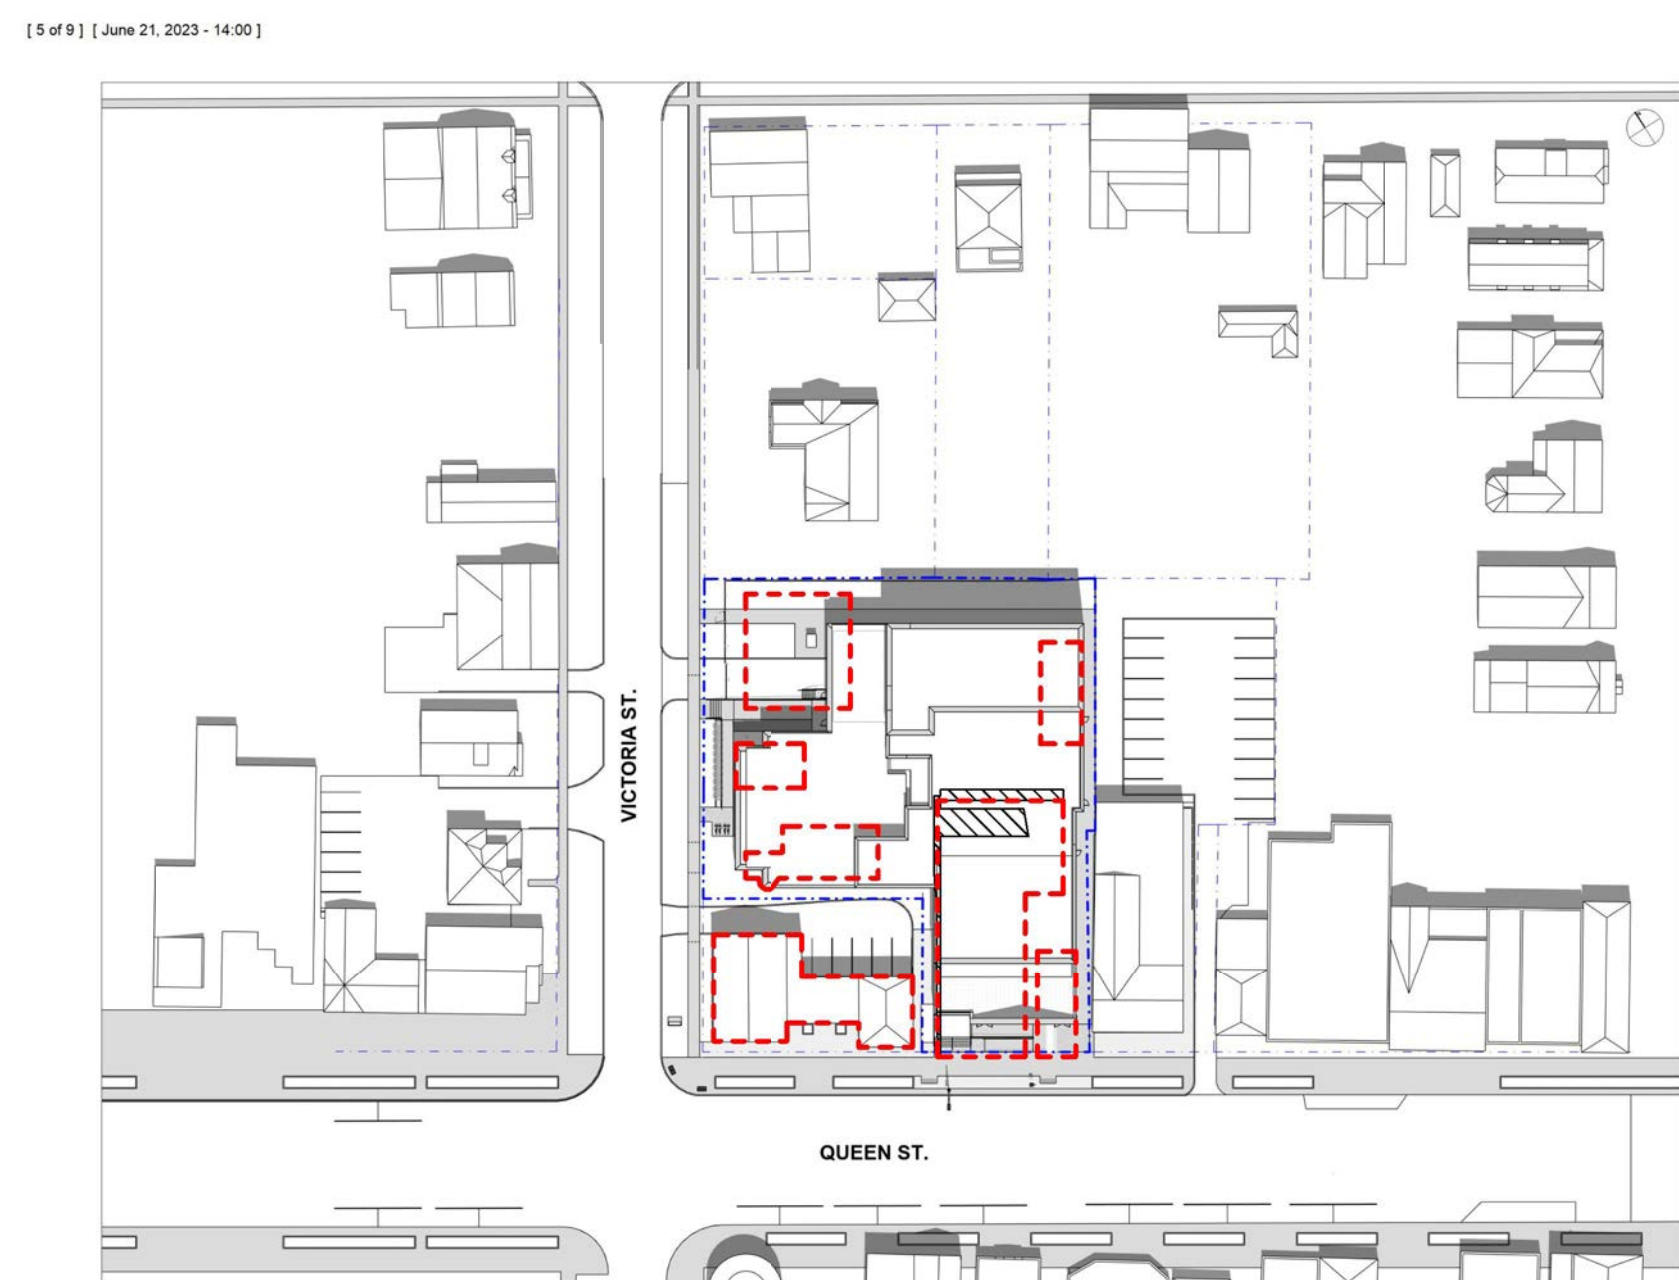 [ 5 of 9 ] [ June 21, 2023 - 14:00 ]
VICTORIA ST.
QUEEN ST.